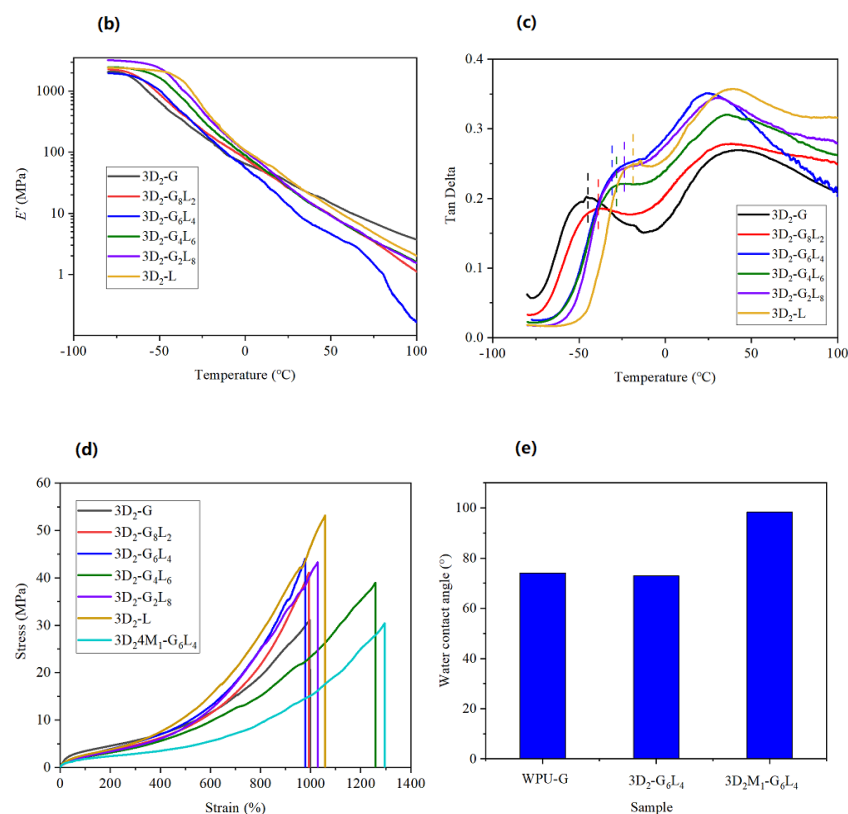 (b)
E' (MPa)
1000
100
10
1
3D₂-G
3D₂-G₈L₂
3D₂-G₆L₄
3D₂-G₄L₆
3D₂-G₂L₈
3D₂-L
-100 -50 0 50 100
Temperature (°C)
(c)
Tan Delta
0.4
0.3
0.2
0.1
0.0
3D₂-G
3D₂-G₈L₂
3D₂-G₆L₄
3D₂-G₄L₆
3D₂-G₂L₈
3D₂-L
-100 -50 0 50 100
Temperature (°C)
(d)
Stress (MPa)
60
50
40
30
20
10
0
3D₂-G
3D₂-G₈L₂
3D₂-G₆L₄
3D₂-G₄L₆
3D₂-G₂L₈
3D₂-L
3D₂4M₁-G₆L₄
0 200 400 600 800 1000 1200 1400
Strain (%)
(e)
Water contact angle (°)
100
80
60
40
20
0
WPU-G 3D₂-G₆L₄ 3D₂M₁-G₆L₄
Sample